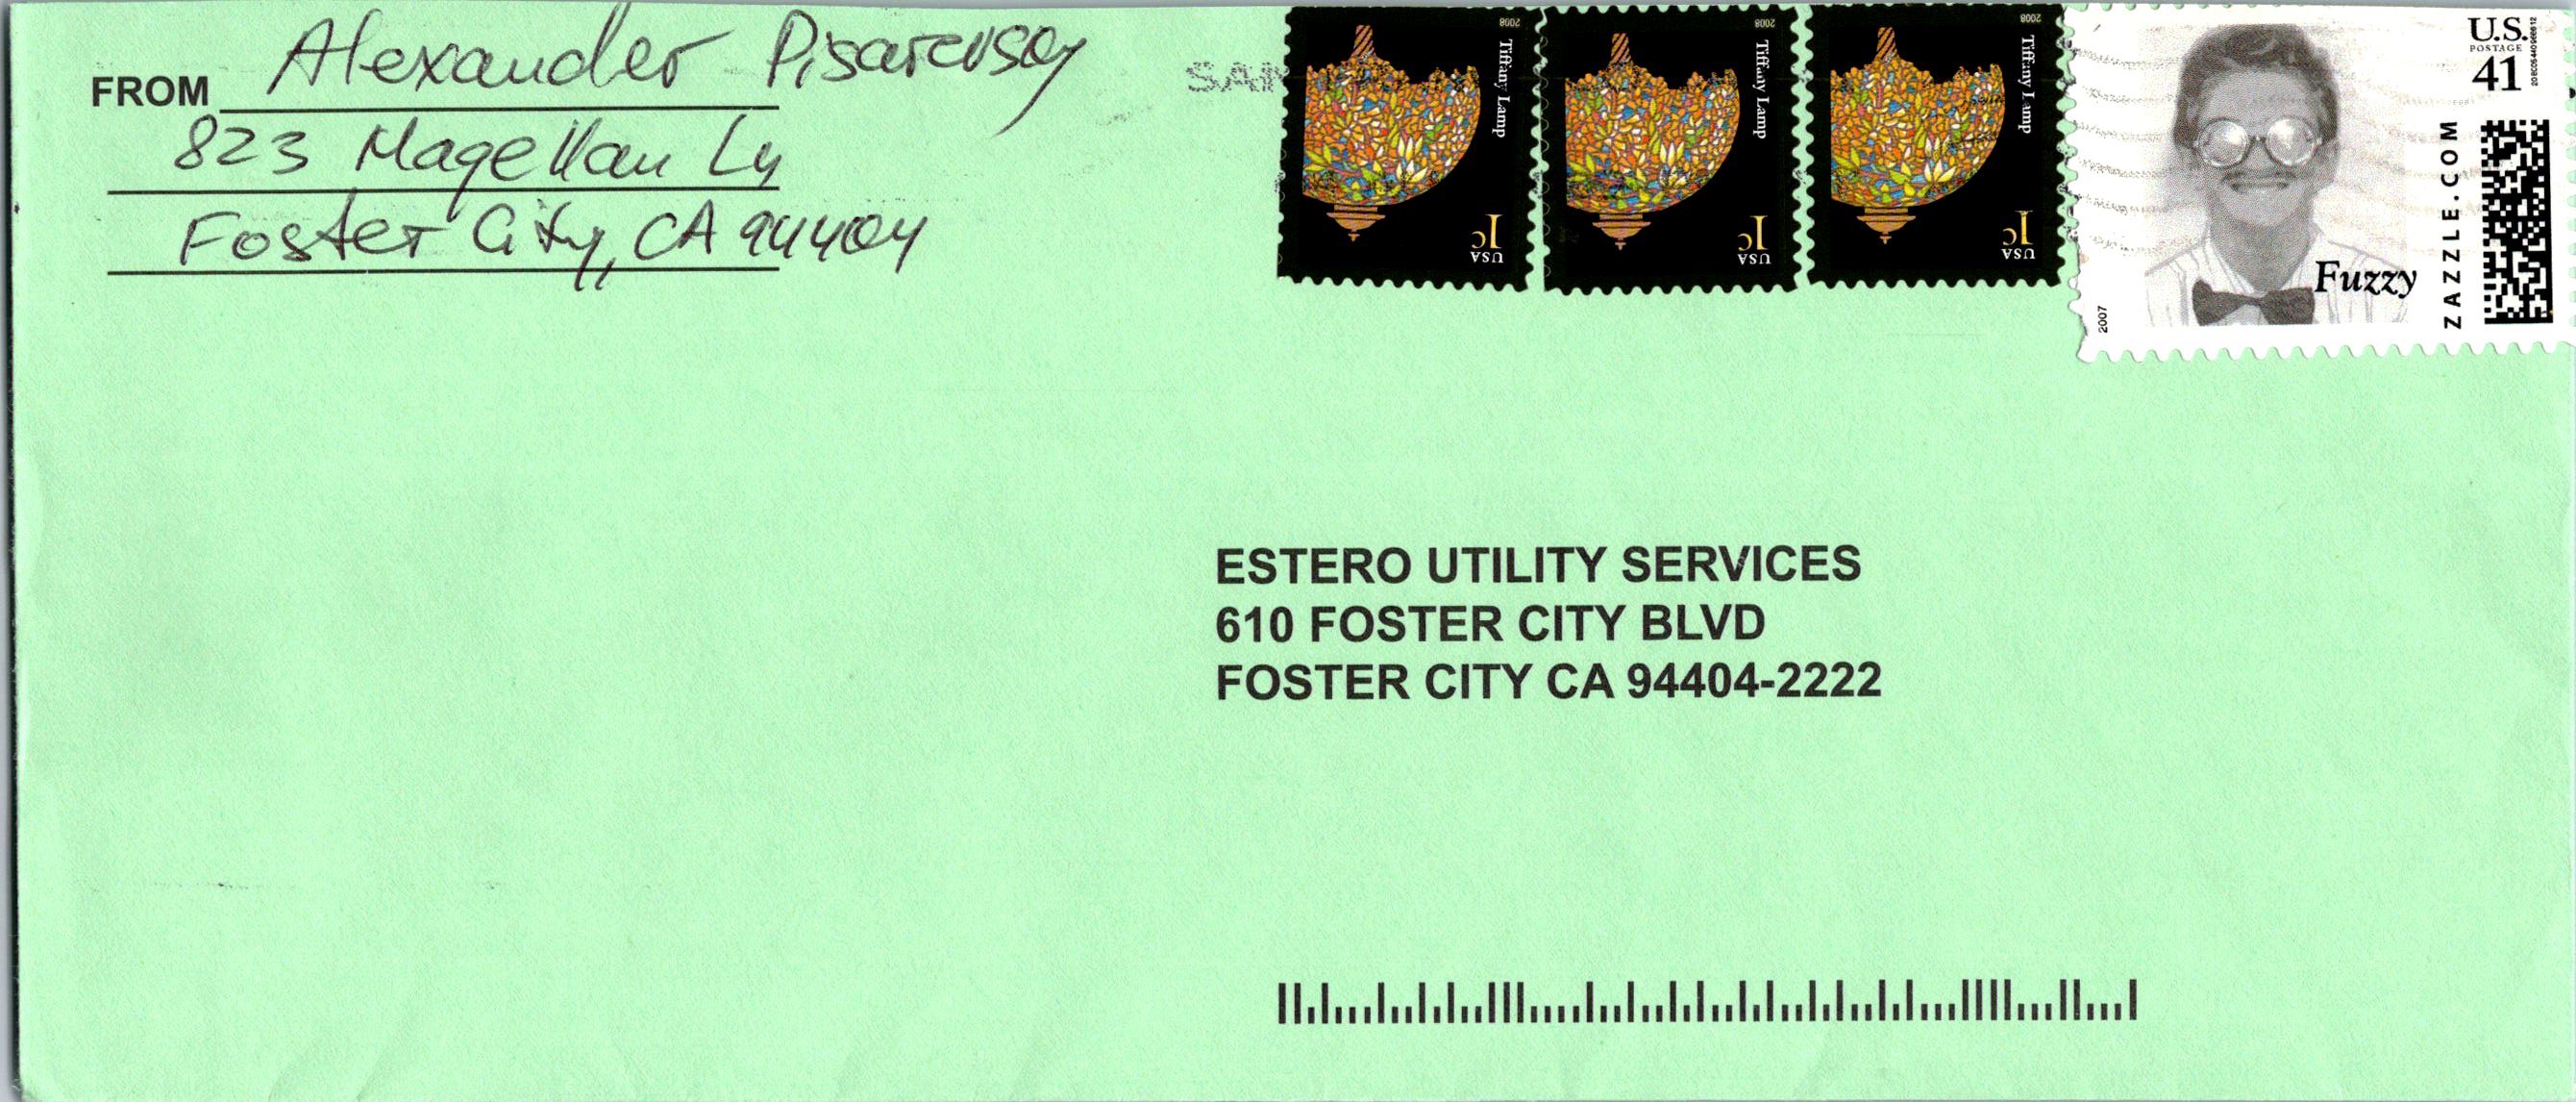 FROM Alexander Pisarevsky
823 Magellan Ln
Foster City, CA 94404
SAN
2008
Tiffany Lamp
1c
USA
2008
Tiffany Lamp
1c
USA
2008
Tiffany Lamp
1c
USA
U.S.
POSTAGE
41
ZAZZLE.COM
Fuzzy
2007
ESTERO UTILITY SERVICES
610 FOSTER CITY BLVD
FOSTER CITY CA 94404-2222